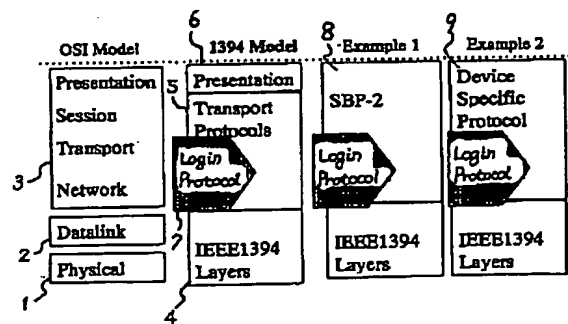 6
8
9
OSI Model
1394 Model
Example 1
Example 2
Presentation
Session
Transport
Network
3
Datalink
2
Physical
1
Presentation
5
Transport
Protocols
Login
Protocol
7
IEEE1394
Layers
4
SBP-2
Login
Protocol
IEEE1394
Layers
Device
Specific
Protocol
Login
Protocol
IEEE1394
Layers